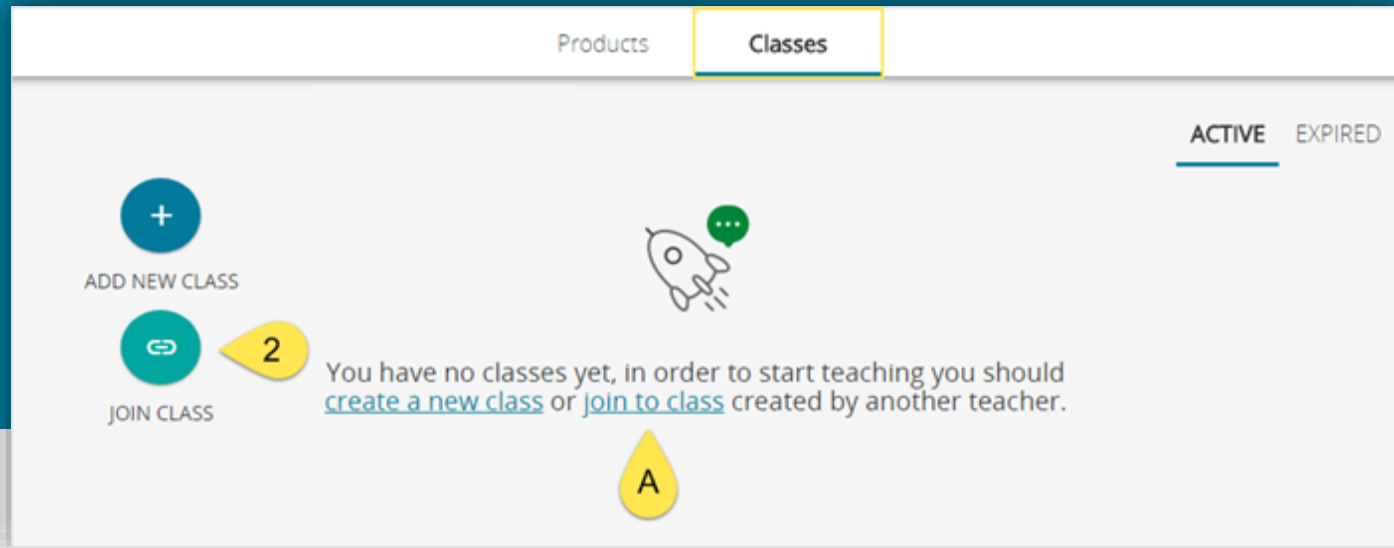 Products Classes
ACTIVE EXPIRED
ADD NEW CLASS
2
JOIN CLASS
You have no classes yet, in order to start teaching you should
create a new class or join to class created by another teacher.
A